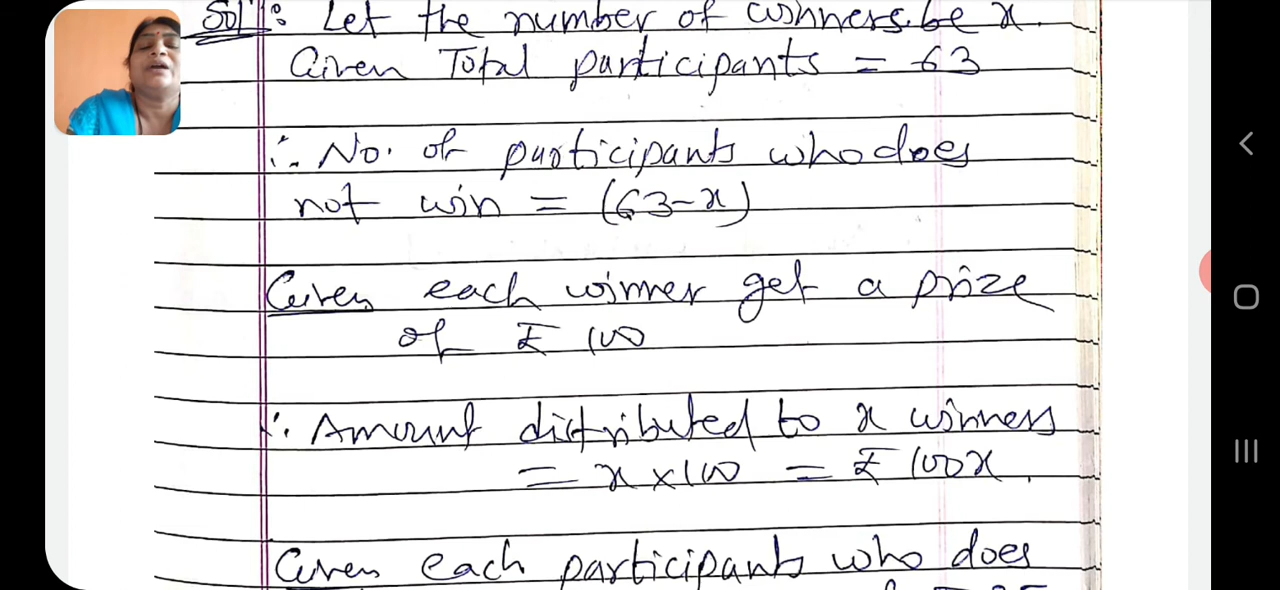 Soln: Let the number of winners be x.
Given Total participants = 63
∴ No. of participants who does
not win = (63-x)
Given each winner get a prize
of ₹ 100
∴ Amount distributed to x winners
= x × 100 = ₹ 100x.
Given each participants who does